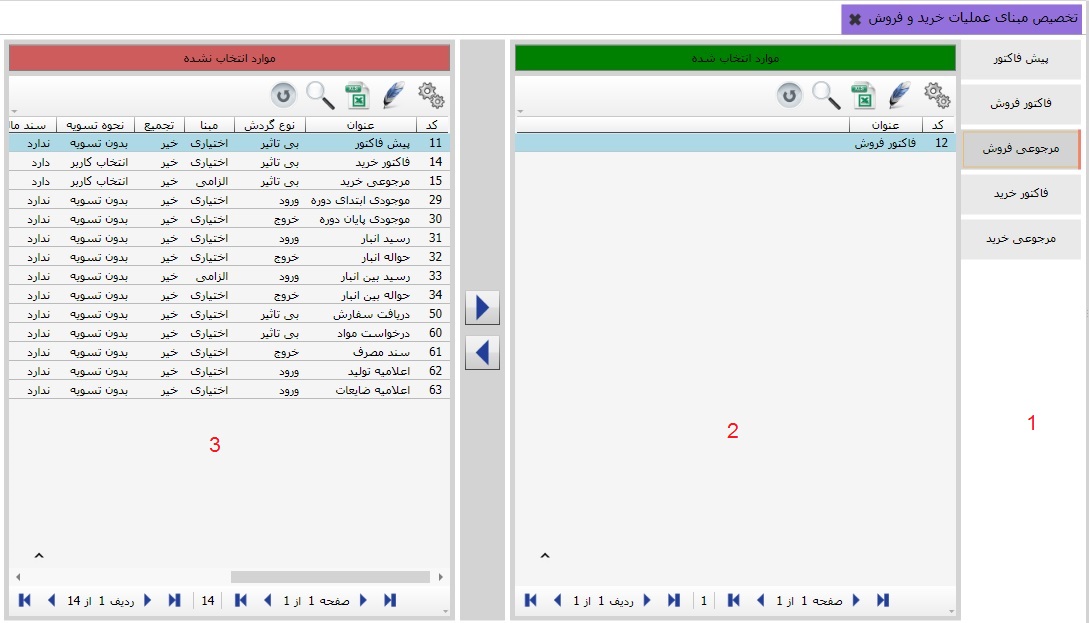 تخصیص مبنای عملیات خرید و فروش
پیش فاکتور
فاکتور فروش
مرجوعی فروش
فاکتور خرید
مرجوعی خرید
1
موارد انتخاب شده
کد عنوان
12 فاکتور فروش
2
صفحه 1 از 1 1 ردیف 1 از 1
موارد انتخاب نشده
کد عنوان نوع گردش مبنا تجمیع نحوه تسویه سند ما
11 پیش فاکتور بی تاثیر اختیاری خیر بدون تسویه ندارد
14 فاکتور خرید بی تاثیر اختیاری خیر انتخاب کاربر دارد
15 مرجوعی خرید بی تاثیر الزامی خیر انتخاب کاربر دارد
29 موجودی ابتدای دوره ورود اختیاری خیر بدون تسویه ندارد
30 موجودی پایان دوره خروج اختیاری خیر بدون تسویه ندارد
31 رسید انبار ورود اختیاری خیر بدون تسویه ندارد
32 حواله انبار خروج اختیاری خیر بدون تسویه ندارد
33 رسید بین انبار ورود الزامی خیر بدون تسویه ندارد
34 حواله بین انبار خروج اختیاری خیر بدون تسویه ندارد
50 دریافت سفارش بی تاثیر اختیاری خیر بدون تسویه ندارد
60 درخواست مواد بی تاثیر اختیاری خیر بدون تسویه ندارد
61 سند مصرف خروج اختیاری خیر بدون تسویه ندارد
62 اعلامیه تولید ورود اختیاری خیر بدون تسویه ندارد
63 اعلامیه ضایعات ورود اختیاری خیر بدون تسویه ندارد
3
صفحه 1 از 1 14 ردیف 1 از 14